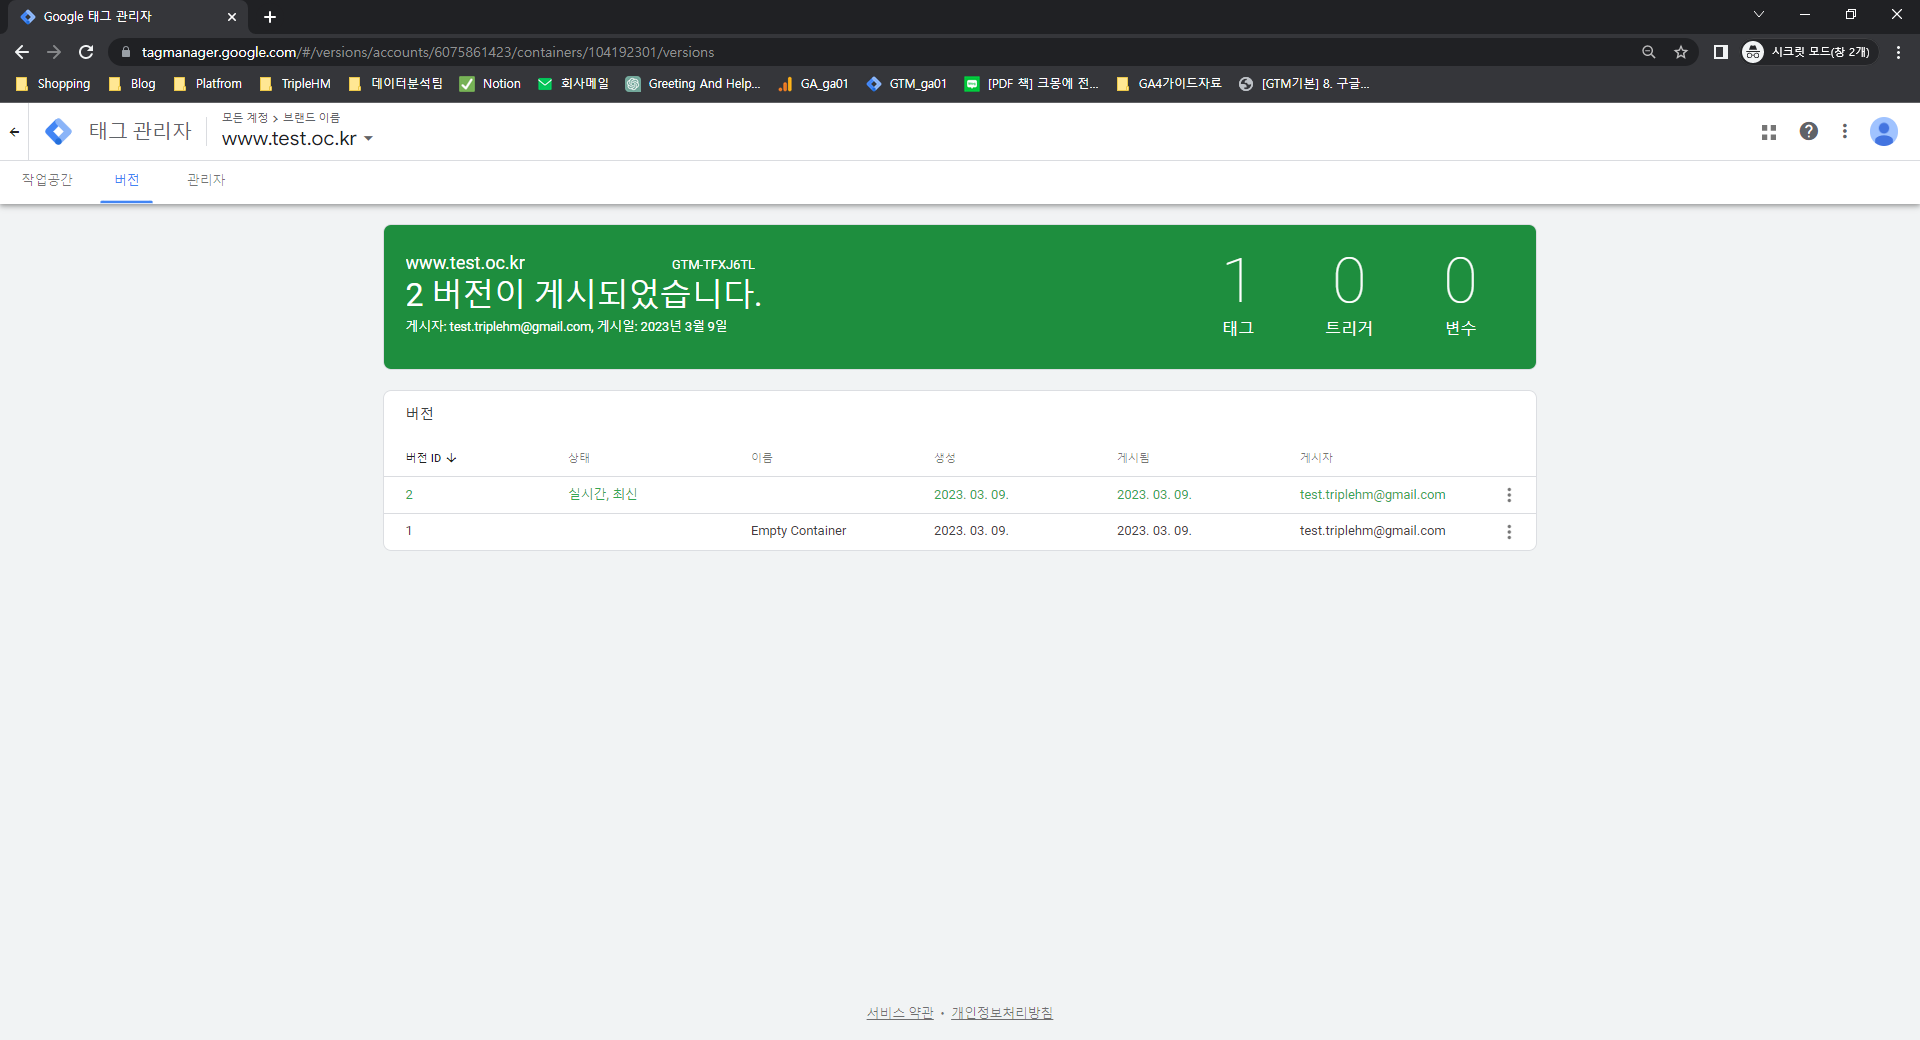 Google 태그 관리자
tagmanager.google.com/#/versions/accounts/6075861423/containers/104192301/versions
시크릿 모드(창 2개)
Shopping Blog Platfrom TripleHM 데이터분석팀 Notion 회사메일 Greeting And Help... GA_ga01 GTM_ga01 [PDF 책] 크몽에 전... GA4가이드자료 [GTM기본] 8. 구글...
태그 관리자
모든 계정 > 브랜드 이름
www.test.oc.kr
작업공간 버전 관리자
www.test.oc.kr GTM-TFXJ6TL
2 버전이 게시되었습니다.
게시자: test.triplehm@gmail.com, 게시일: 2023년 3월 9일
1 0 0
태그 트리거 변수
버전
버전 ID 상태 이름 생성 게시됨 게시자
2 실시간, 최신 2023. 03. 09. 2023. 03. 09. test.triplehm@gmail.com
1 Empty Container 2023. 03. 09. 2023. 03. 09. test.triplehm@gmail.com
서비스 약관 • 개인정보처리방침